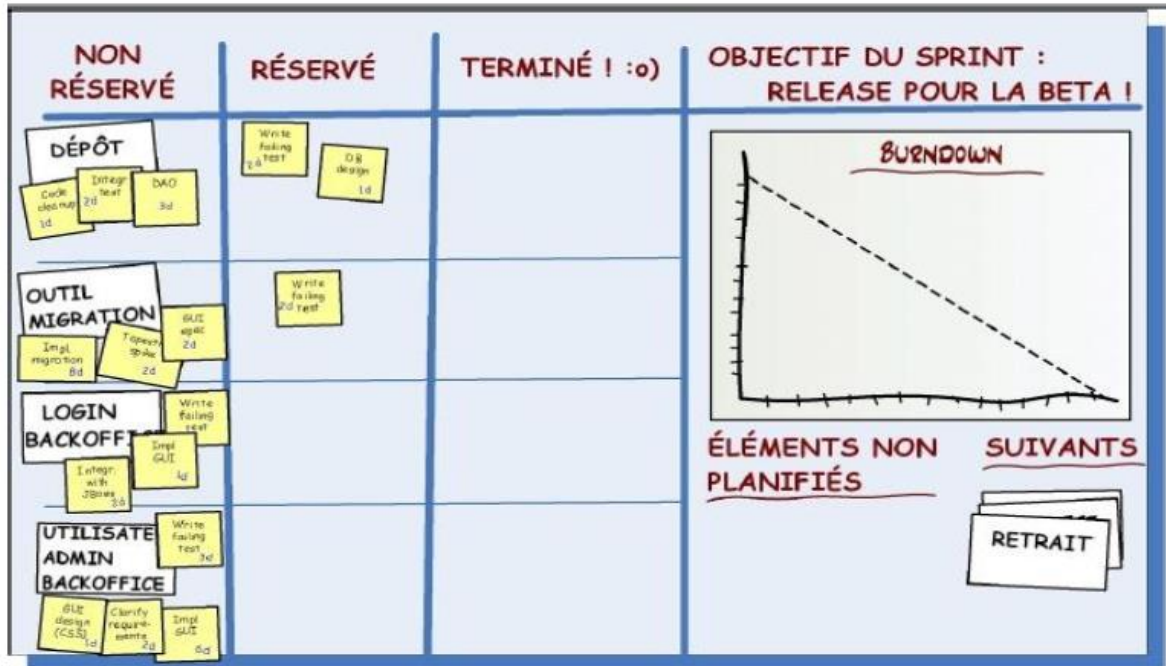 NON
RÉSERVÉ
RÉSERVÉ
TERMINÉ ! :o)
OBJECTIF DU SPRINT :
RELEASE POUR LA BETA !
DÉPÔT
Code
cleanup
1d
Integr
test
2d
DAO
3d
Write
failing
test
2d
DB
design
1d
OUTIL
MIGRATION
GUI
spec
2d
Impl.
migration
8d
spike
2d
Write
failing
2d test
LOGIN
BACKOFFICE
Write
failing
test
Impl
GUI
Integr.
with
JBoss
2d
UTILISATE
ADMIN
BACKOFFICE
Write
failing
test
3d
GUI
design
(CSS)
1d
Clarify
require-
ments
2d
Impl
GUI
6d
BURNDOWN
ÉLÉMENTS NON
PLANIFIÉS
SUIVANTS
RETRAIT